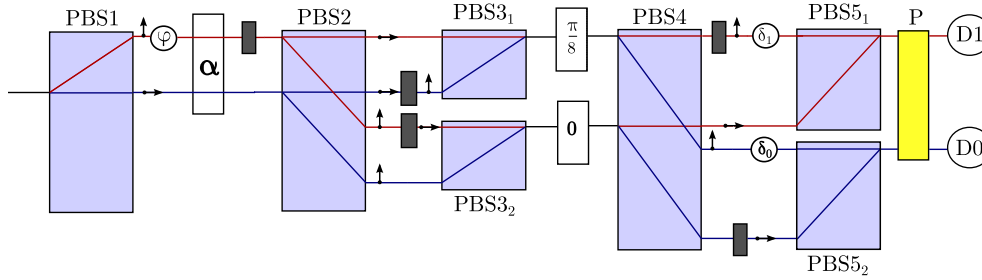 PBS1
PBS2
PBS3₁
PBS4
PBS5₁
P
φ
α
π/8
δ₁
D1
0
δ₀
D0
PBS3₂
PBS5₂